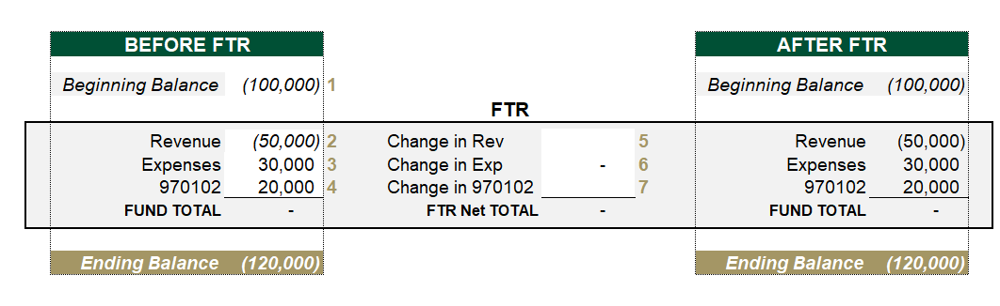 BEFORE FTR AFTER FTR
Beginning Balance (100,000) 1 Beginning Balance (100,000)
FTR
Revenue (50,000) 2 Change in Rev 5 Revenue (50,000)
Expenses 30,000 3 Change in Exp - 6 Expenses 30,000
970102 20,000 4 Change in 970102 7 970102 20,000
FUND TOTAL - FTR Net TOTAL - FUND TOTAL -
Ending Balance (120,000) Ending Balance (120,000)